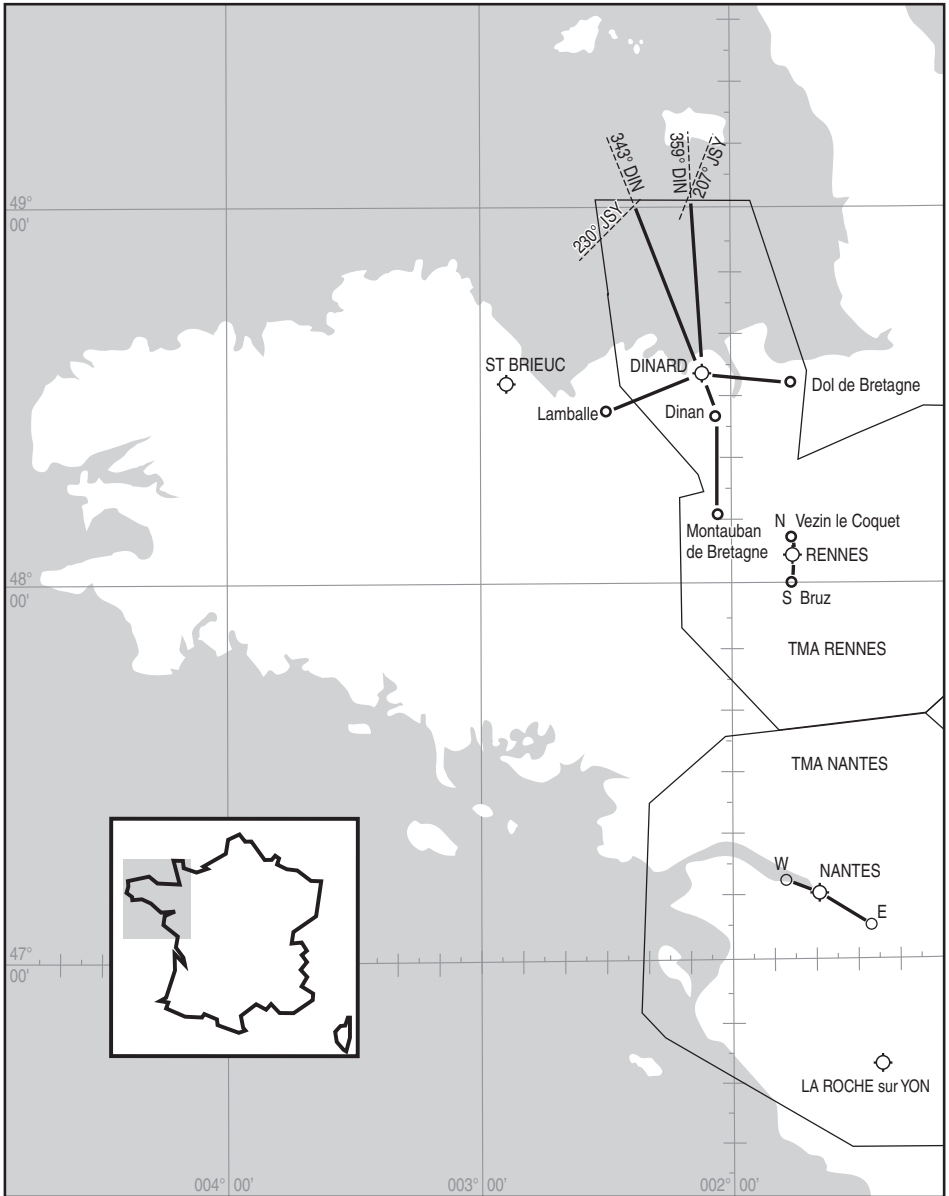 343° DIN
359° DIN
207° JSY
49°
00'
230° JSY
ST BRIEUC
DINARD
Dol de Bretagne
Lamballe
Dinan
N Vezin le Coquet
Montauban
de Bretagne
RENNES
48°
00'
S Bruz
TMA RENNES
TMA NANTES
W
NANTES
E
47°
00'
LA ROCHE sur YON
004° 00'
003° 00'
002° 00'